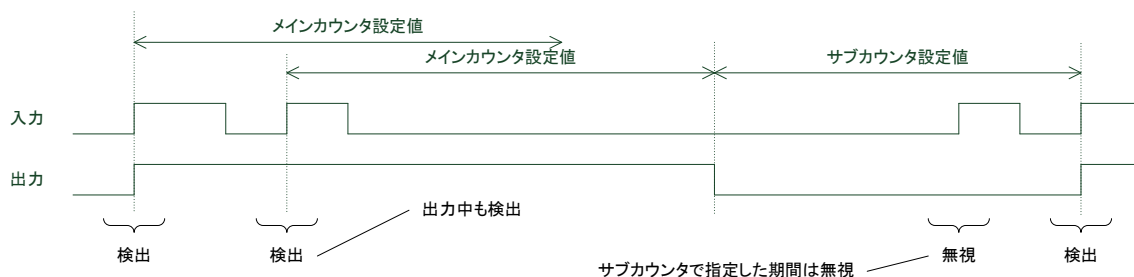 メインカウンタ設定値
メインカウンタ設定値
サブカウンタ設定値
入力
出力
出力中も検出
検出
検出
無視
検出
サブカウンタで指定した期間は無視